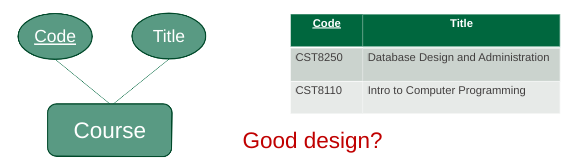 Code Title
Course
Code Title
CST8250 Database Design and Administration
CST8110 Intro to Computer Programming
Good design?